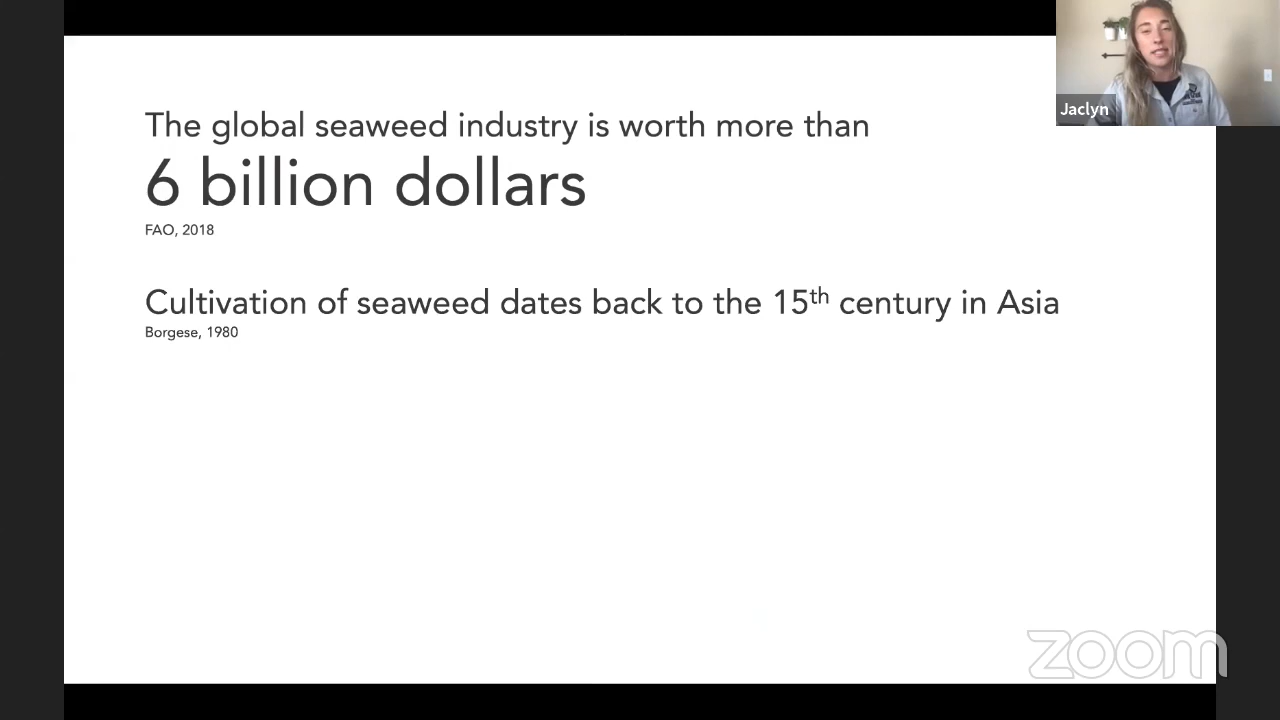 The global seaweed industry is worth more than
6 billion dollars
FAO, 2018
Cultivation of seaweed dates back to the 15th century in Asia
Borgese, 1980
Jaclyn
zoom